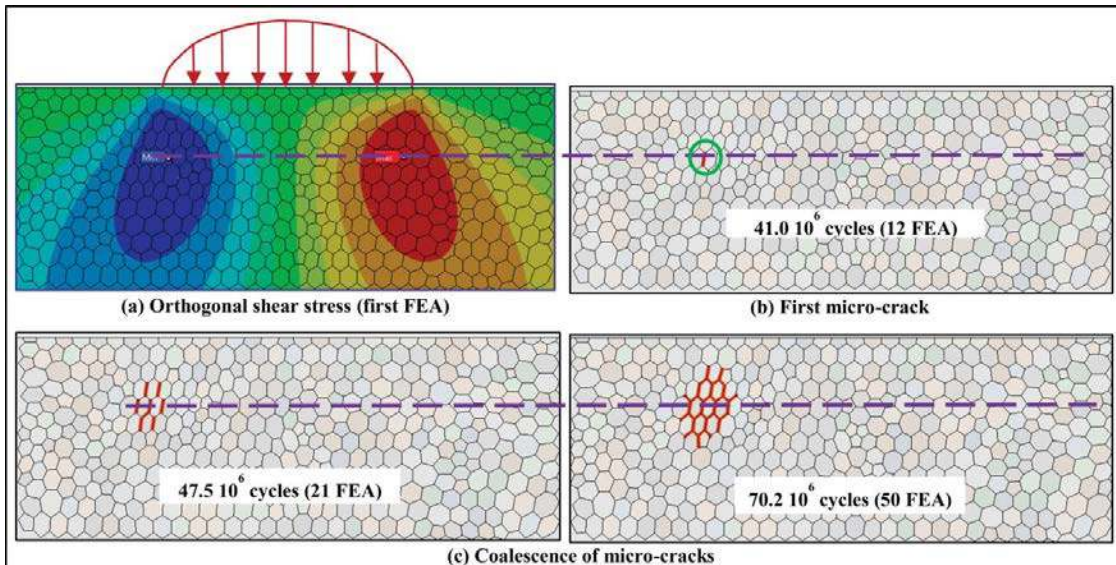 (a) Orthogonal shear stress (first FEA)
41.0 10⁶ cycles (12 FEA)
(b) First micro-crack
47.5 10⁶ cycles (21 FEA)
70.2 10⁶ cycles (50 FEA)
(c) Coalescence of micro-cracks